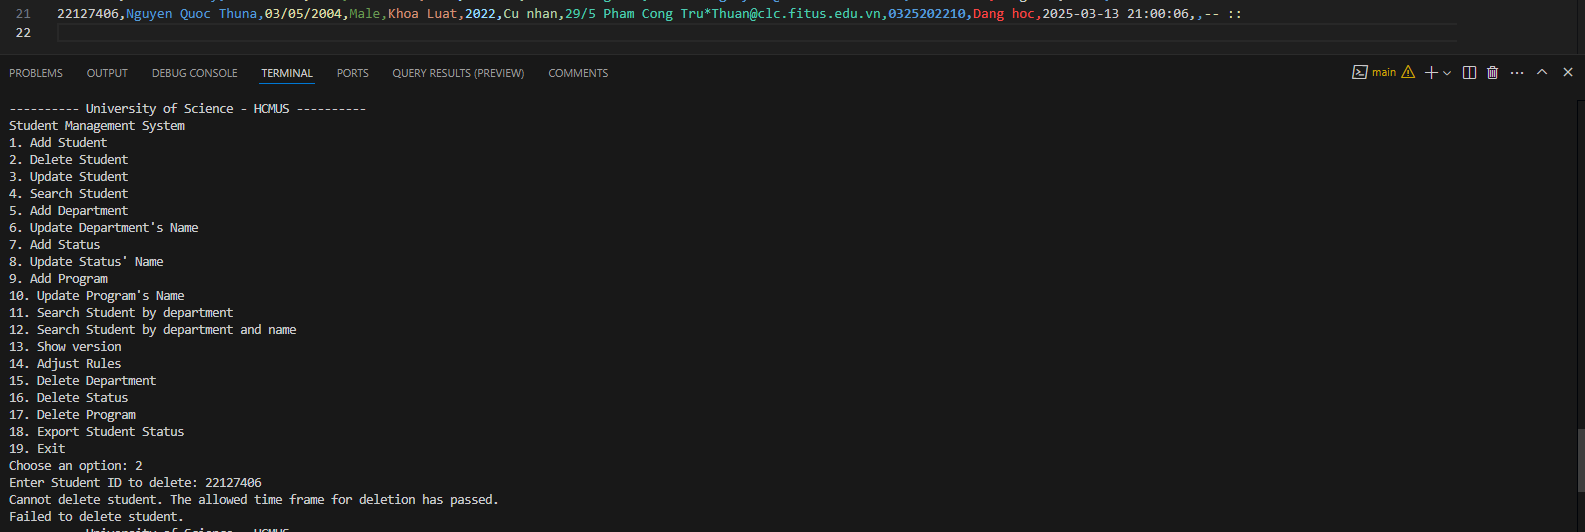 21 22127406,Nguyen Quoc Thuna,03/05/2004,Male,Khoa Luat,2022,Cu nhan,29/5 Pham Cong Tru*Thuan@clc.fitus.edu.vn,0325202210,Dang hoc,2025-03-13 21:00:06,,-- ::
22
PROBLEMS OUTPUT DEBUG CONSOLE TERMINAL PORTS QUERY RESULTS (PREVIEW) COMMENTS main
---------- University of Science - HCMUS ----------
Student Management System
1. Add Student
2. Delete Student
3. Update Student
4. Search Student
5. Add Department
6. Update Department's Name
7. Add Status
8. Update Status' Name
9. Add Program
10. Update Program's Name
11. Search Student by department
12. Search Student by department and name
13. Show version
14. Adjust Rules
15. Delete Department
16. Delete Status
17. Delete Program
18. Export Student Status
19. Exit
Choose an option: 2
Enter Student ID to delete: 22127406
Cannot delete student. The allowed time frame for deletion has passed.
Failed to delete student.
University of Science - HCMUS